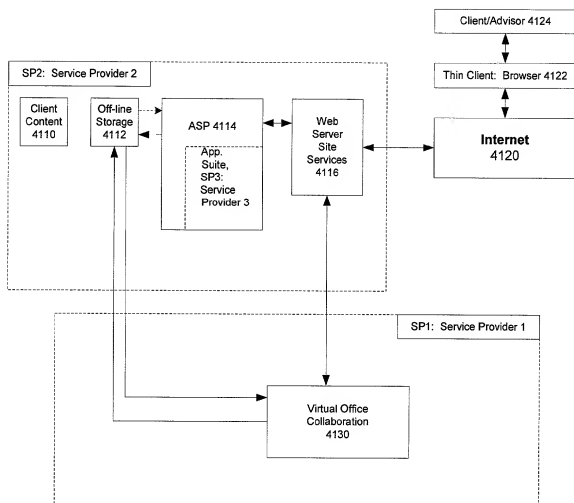 Client/Advisor 4124
Thin Client: Browser 4122
Internet
4120
SP2: Service Provider 2
Client
Content
4110
Off-line
Storage
4112
ASP 4114
App.
Suite,
SP3:
Service
Provider 3
Web
Server
Site
Services
4116
SP1: Service Provider 1
Virtual Office
Collaboration
4130